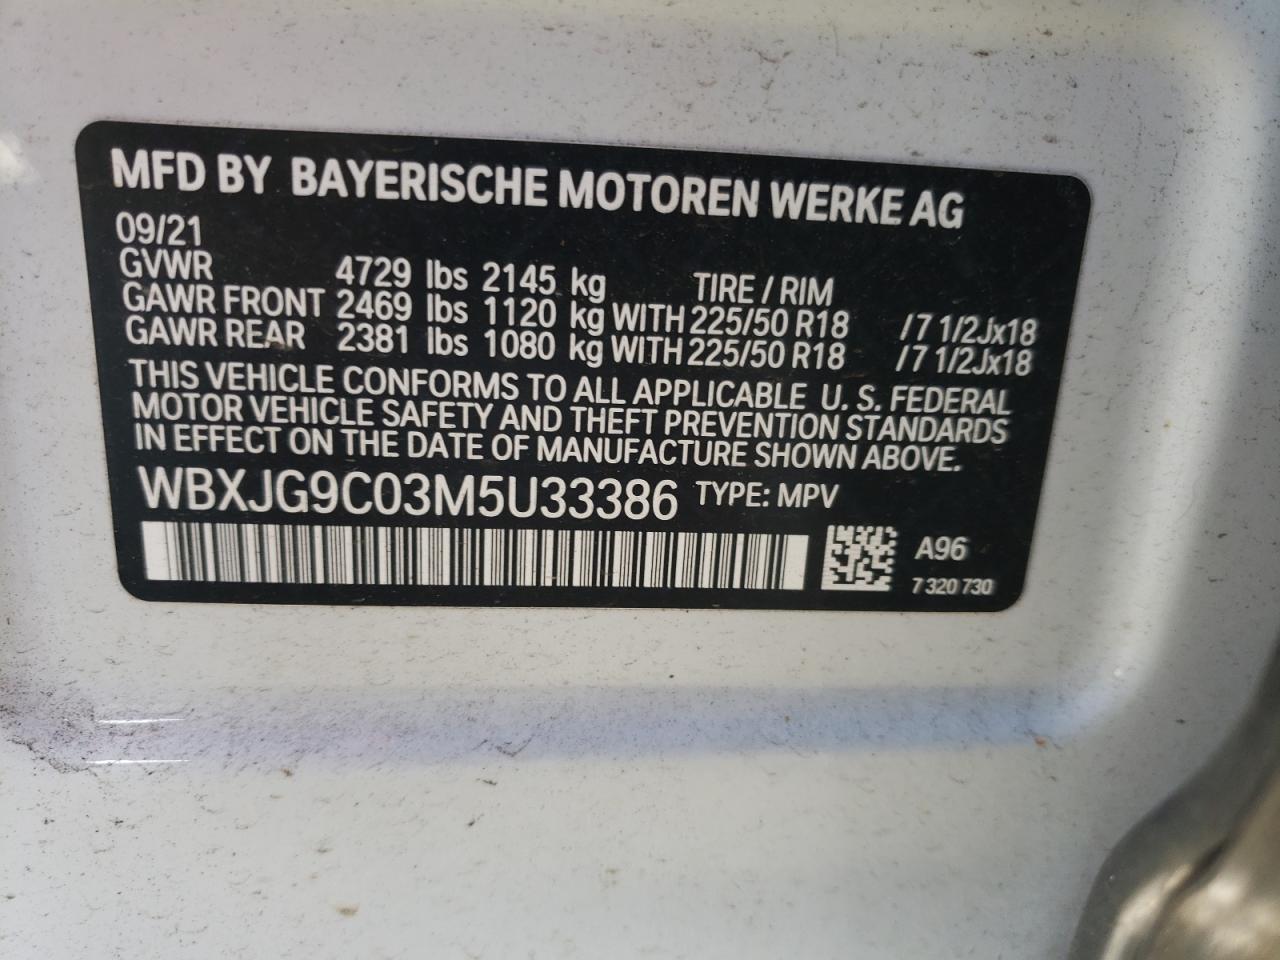 MFD BY BAYERISCHE MOTOREN WERKE AG
09/21
GVWR 4729 lbs 2145 kg TIRE / RIM
GAWR FRONT 2469 lbs 1120 kg WITH 225/50 R18 /7 1/2Jx18
GAWR REAR 2381 lbs 1080 kg WITH 225/50 R18 /7 1/2Jx18
THIS VEHICLE CONFORMS TO ALL APPLICABLE U. S. FEDERAL
MOTOR VEHICLE SAFETY AND THEFT PREVENTION STANDARDS
IN EFFECT ON THE DATE OF MANUFACTURE SHOWN ABOVE.
WBXJG9C03M5U33386 TYPE: MPV
A96
7 320 730